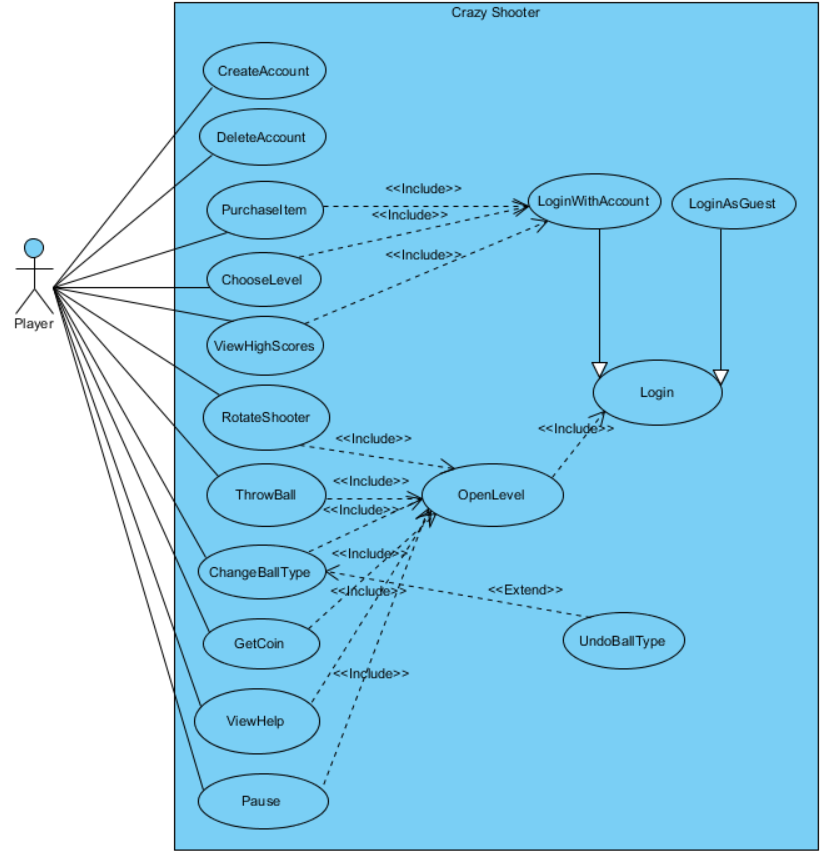 Crazy Shooter
CreateAccount
DeleteAccount
<<Include>>
PurchaseItem
LoginWithAccount
LoginAsGuest
<<Include>>
<<Include>>
ChooseLevel
Player
ViewHighScores
Login
RotateShooter
<<Include>>
<<Include>>
<<Include>>
ThrowBall
OpenLevel
<<Include>>
<<Include>>
ChangeBallType
<<Include>>
<<Extend>>
GetCoin
UndoBallType
<<Include>>
ViewHelp
Pause